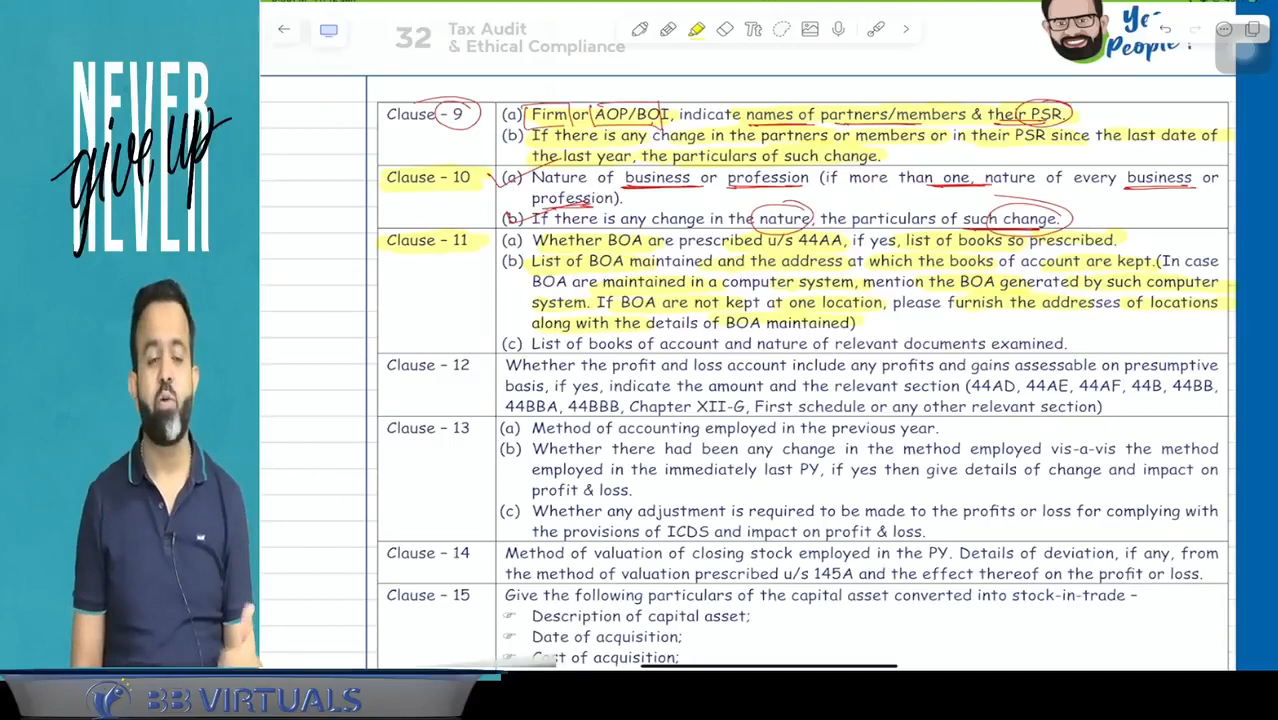 32
Tax Audit
& Ethical Compliance
People!
NEVER
give up
NEVER
Clause - 9
(a) Firm or AOP/BOI, indicate names of partners/members & their PSR.
(b) If there is any change in the partners or members or in their PSR since the last date of
the last year, the particulars of such change.
Clause - 10
(a) Nature of business or profession (if more than one, nature of every business or
profession).
(b) If there is any change in the nature, the particulars of such change.
Clause - 11
(a) Whether BOA are prescribed u/s 44AA, if yes, list of books so prescribed.
(b) List of BOA maintained and the address at which the books of account are kept.(In case
BOA are maintained in a computer system, mention the BOA generated by such computer
system. If BOA are not kept at one location, please furnish the addresses of locations
along with the details of BOA maintained)
(c) List of books of account and nature of relevant documents examined.
Clause - 12
Whether the profit and loss account include any profits and gains assessable on presumptive
basis, if yes, indicate the amount and the relevant section (44AD, 44AE, 44AF, 44B, 44BB,
44BBA, 44BBB, Chapter XII-G, First schedule or any other relevant section)
Clause - 13
(a) Method of accounting employed in the previous year.
(b) Whether there had been any change in the method employed vis-a-vis the method
employed in the immediately last PY, if yes then give details of change and impact on
profit & loss.
(c) Whether any adjustment is required to be made to the profits or loss for complying with
the provisions of ICDS and impact on profit & loss.
Clause - 14
Method of valuation of closing stock employed in the PY. Details of deviation, if any, from
the method of valuation prescribed u/s 145A and the effect thereof on the profit or loss.
Clause - 15
Give the following particulars of the capital asset converted into stock-in-trade –
Description of capital asset;
Date of acquisition;
Cost of acquisition;
BB VIRTUALS